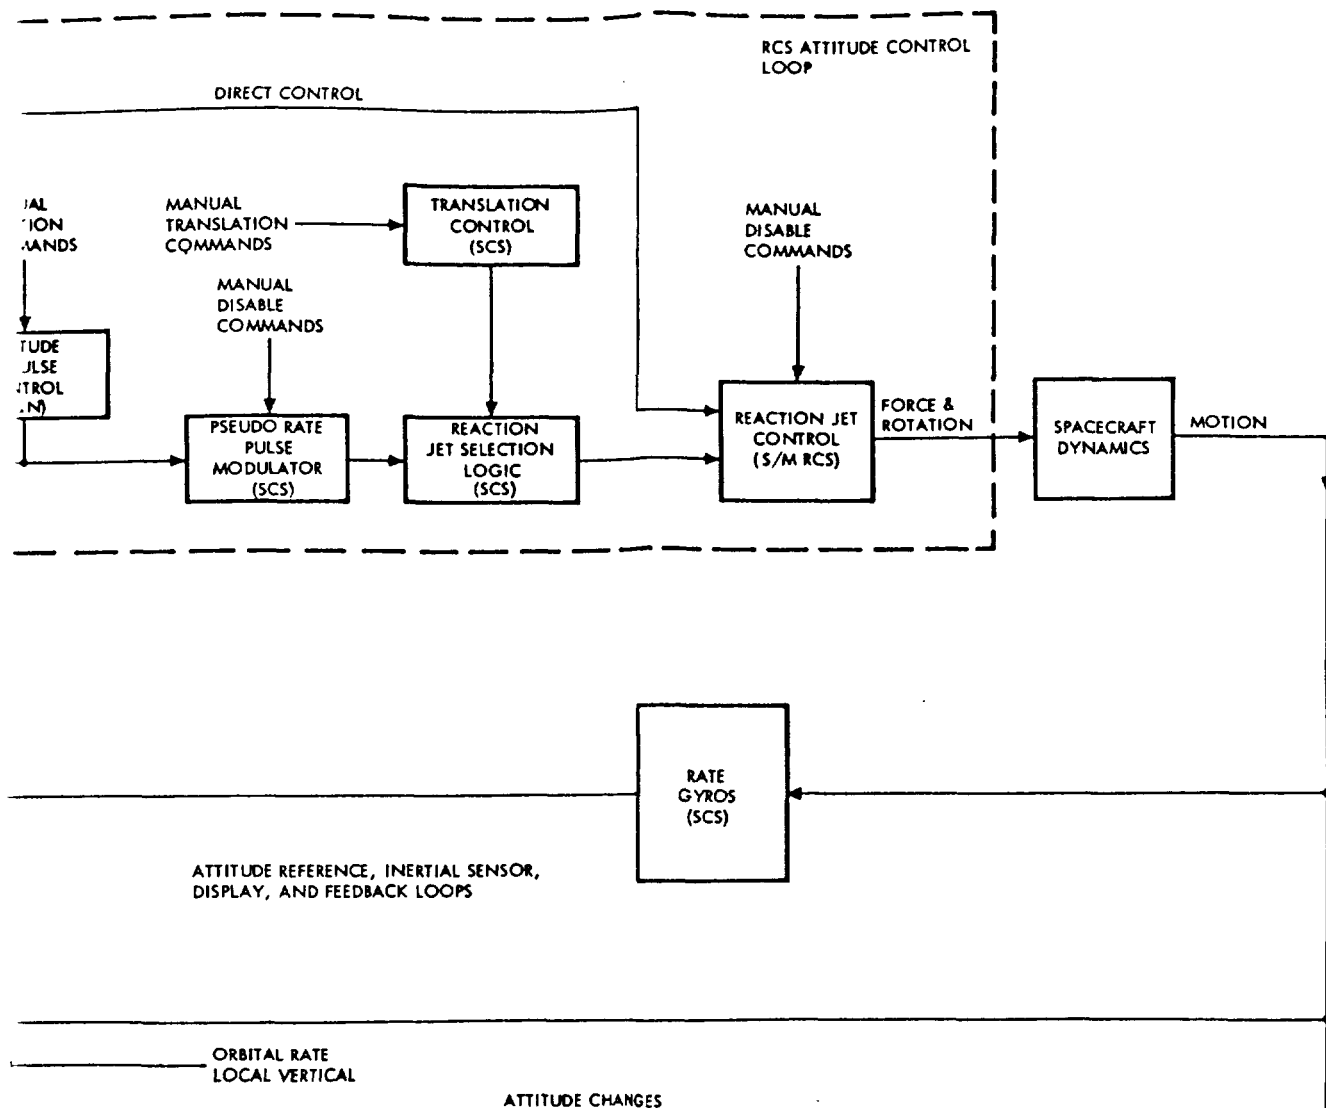 RCS ATTITUDE CONTROL
LOOP
DIRECT CONTROL
MANUAL
TRANSLATION
COMMANDS
TRANSLATION
CONTROL
(SCS)
MANUAL
DISABLE
COMMANDS
MANUAL
DISABLE
COMMANDS
PSEUDO RATE
PULSE
MODULATOR
(SCS)
REACTION
JET SELECTION
LOGIC
(SCS)
REACTION JET
CONTROL
(S/M RCS)
FORCE &
ROTATION
SPACECRAFT
DYNAMICS
MOTION
RATE
GYROS
(SCS)
ATTITUDE REFERENCE, INERTIAL SENSOR,
DISPLAY, AND FEEDBACK LOOPS
ORBITAL RATE
LOCAL VERTICAL
ATTITUDE CHANGES